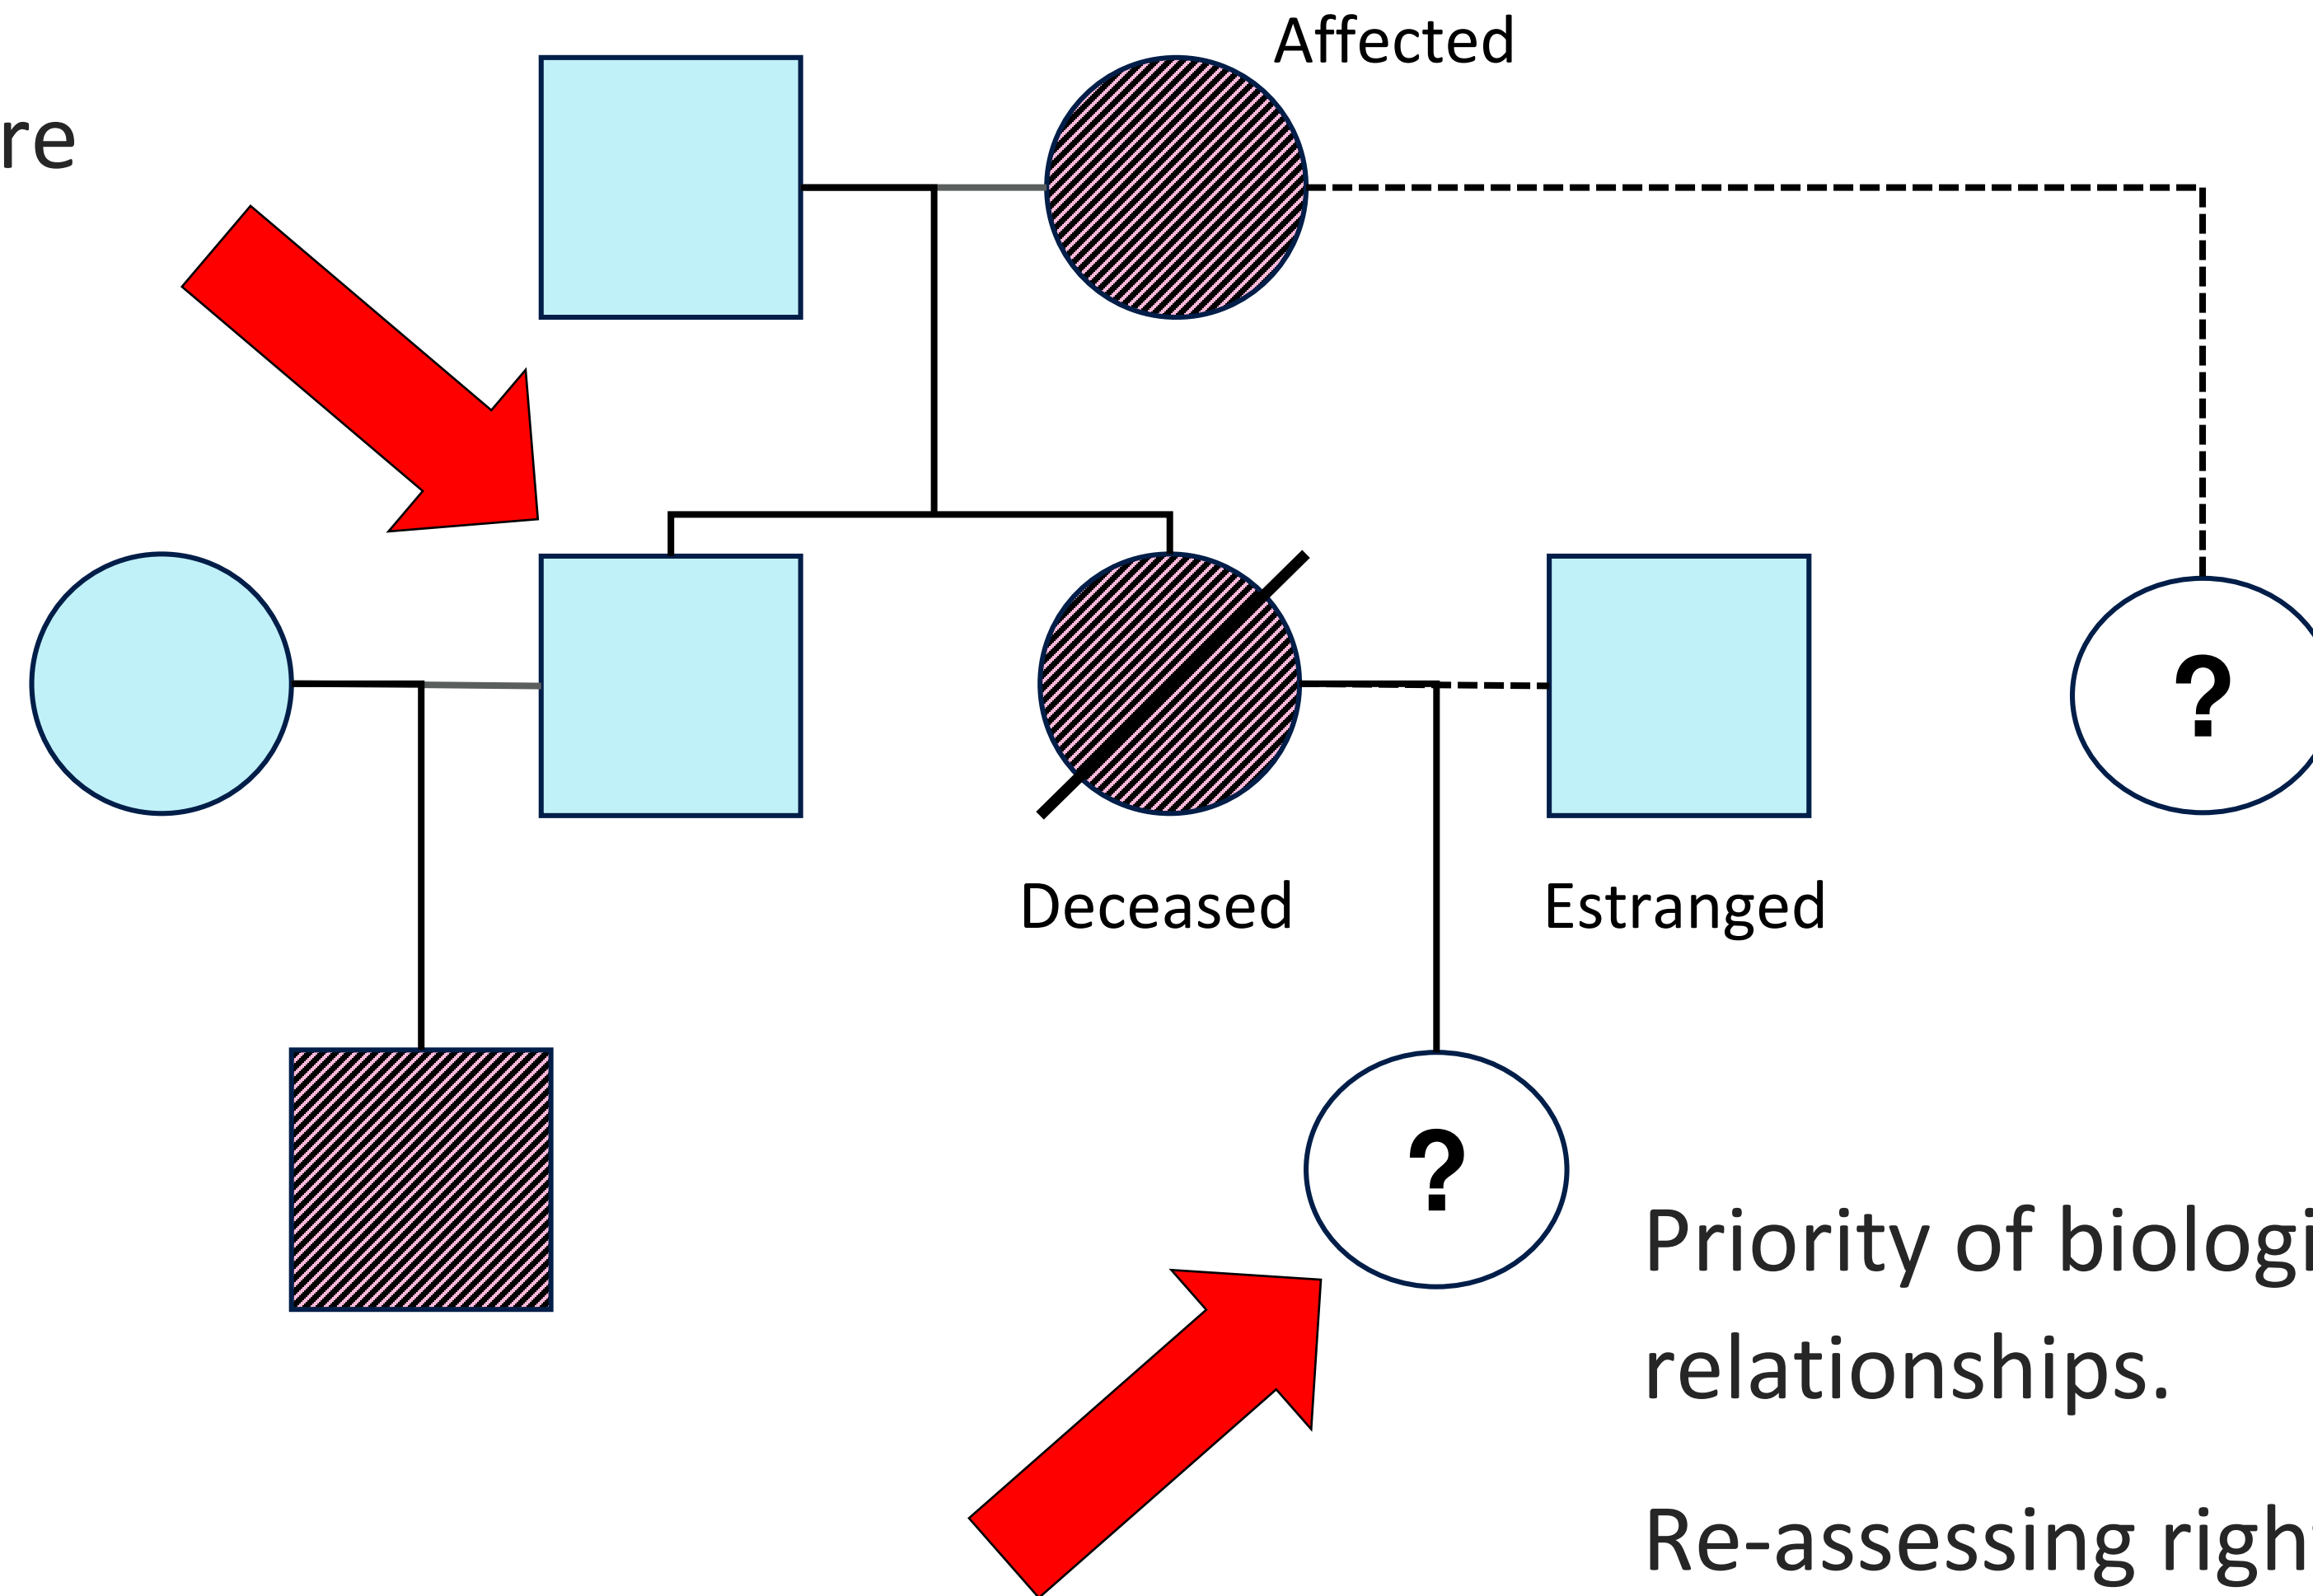 Affected
re
?
Deceased
Estranged
?
Priority of biologi
relationships.
Re-assessing righ